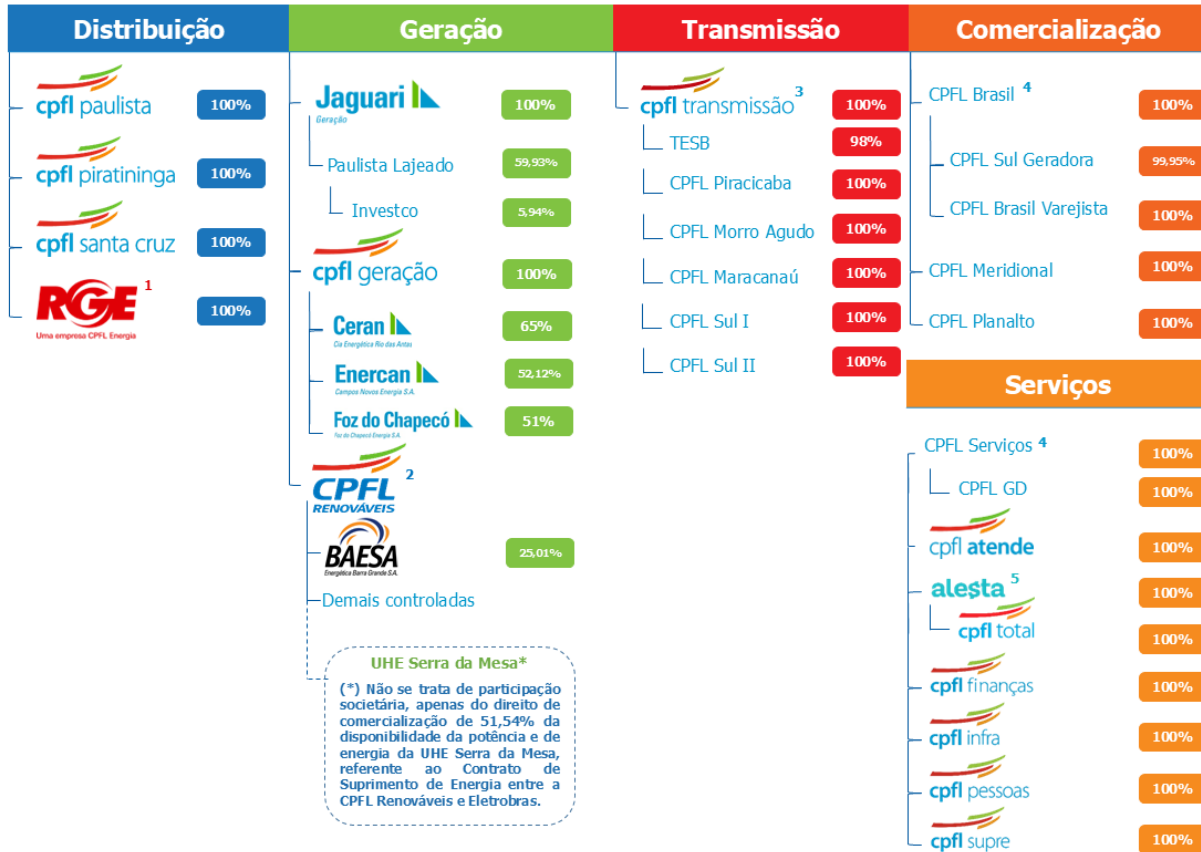 Distribuição
cpfl paulista 100%
cpfl piratininga 100%
cpfl santa cruz 100%
RGE 1 100%
Uma empresa CPFL Energia
Geração
Jaguari 100%
Geração
Paulista Lajeado 59,93%
Investco 5,94%
cpfl geração 100%
Ceran 65%
Cia Energética Rio das Antas
Enercan 52,12%
Campos Novos Energia S.A.
Foz do Chapecó 51%
Foz do Chapecó Energia S.A.
CPFL 2
RENOVÁVEIS
BAESA 25,01%
Energética Barra Grande S.A.
Demais controladas
UHE Serra da Mesa*
(*) Não se trata de participação
societária, apenas do direito de
comercialização de 51,54% da
disponibilidade da potência e de
energia da UHE Serra da Mesa,
referente ao Contrato de
Suprimento de Energia entre a
CPFL Renováveis e Eletrobras.
Transmissão
cpfl transmissão 3 100%
TESB 98%
CPFL Piracicaba 100%
CPFL Morro Agudo 100%
CPFL Maracanaú 100%
CPFL Sul I 100%
CPFL Sul II 100%
Comercialização
CPFL Brasil 4 100%
CPFL Sul Geradora 99,95%
CPFL Brasil Varejista 100%
CPFL Meridional 100%
CPFL Planalto 100%
Serviços
CPFL Serviços 4 100%
CPFL GD 100%
cpfl atende 100%
alesta 5 100%
cpfl total 100%
cpfl finanças 100%
cpfl infra 100%
cpfl pessoas 100%
cpfl supre 100%